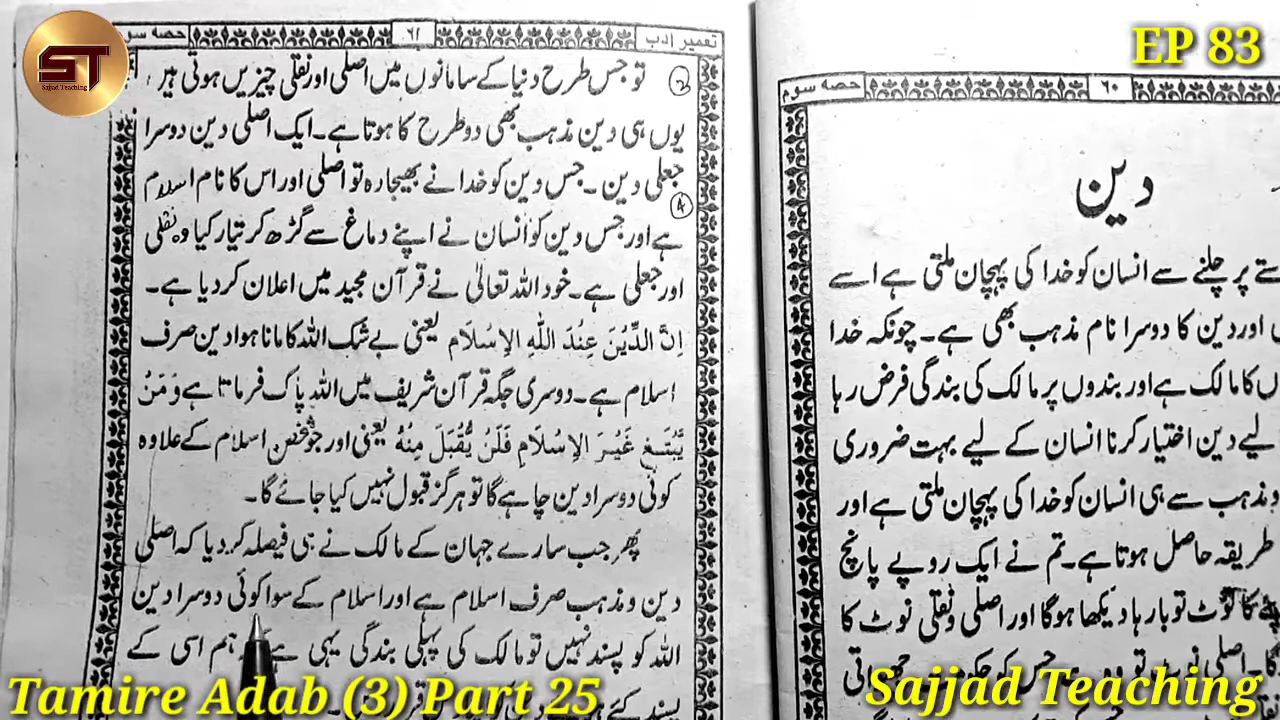 ST
Sajjad Teaching
EP 83
حصہ سوم ۶۰
دین
ستے پر چلنے سے انسان کو خدا کی پہچان ملتی ہے اسے
اور دین کا دوسرا نام مذہب بھی ہے۔ چونکہ خدا
کا مالک ہے اور بندوں پر مالک کی بندگی فرض رہا
لیے دین اختیار کرنا انسان کے لیے بہت ضروری
و مذہب سے ہی انسان کو خدا کی پہچان ملتی ہے اور
طریقہ حاصل ہوتا ہے۔ تم نے ایک روپے پانچ
کا نوٹ تو بارہا دیکھا ہوگا اور اصلی و نقلی نوٹ کا
تعمیر ادب ۶۱ حصہ سو
تو جس طرح دنیا کے سامانوں میں اصلی اور نقلی چیزیں ہوتی ہیں
یوں ہی دین مذہب بھی دو طرح کا ہوتا ہے۔ ایک اصلی دین دوسرا
جعلی دین۔ جس دین کو خدا نے بھیجا وہ تو اصلی اور اس کا نام اسلام
ہے اور جس دین کو انسان نے اپنے دماغ سے گڑھ کر تیار کیا وہ نقلی
اور جعلی ہے۔ خود اللہ تعالیٰ نے قرآن مجید میں اعلان کر دیا ہے۔
اِنَّ الدِّیْنَ عِنْدَ اللّٰهِ الْاِسْلَام یعنی بے شک اللہ کا مانا ہوا دین صرف
اسلام ہے۔ دوسری جگہ قرآن شریف میں اللہ پاک فرماتا ہے وَمَنْ
یَّبْتَغِ غَیْرَ الْاِسْلَامِ فَلَنْ یُّقْبَلَ مِنْهُ یعنی اور جو شخص اسلام کے علاوہ
کوئی دوسرا دین چاہے گا تو ہرگز قبول نہیں کیا جائے گا۔
پھر جب سارے جہان کے مالک نے ہی فیصلہ کر دیا کہ اصلی
دین و مذہب صرف اسلام ہے اور اسلام کے سوا کوئی دوسرا دین
اللہ کو پسند نہیں تو مالک کی پہلی بندگی یہی ہے ہم اسی کے
Tamire Adab (3) Part 25
Sajjad Teaching